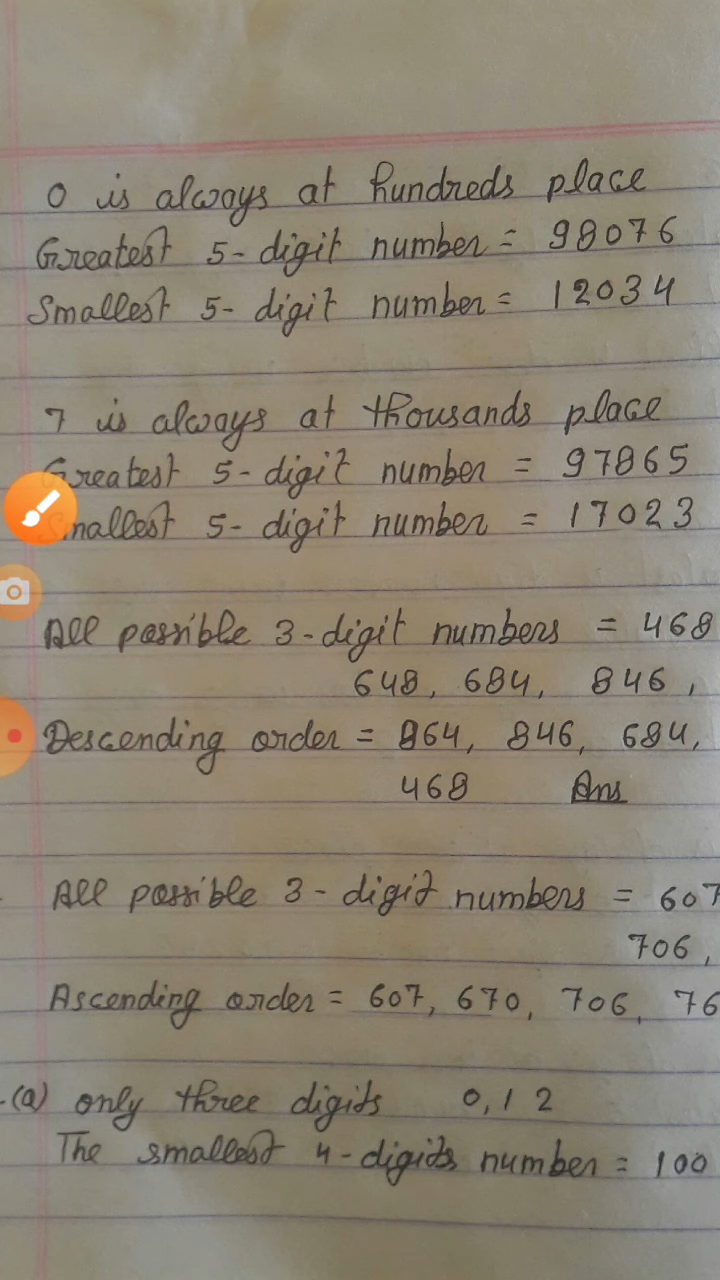 0 is always at hundreds place
Greatest 5-digit number = 98076
Smallest 5-digit number = 12034
7 is always at thousands place
Greatest 5-digit number = 97865
Smallest 5-digit number = 17023
All possible 3-digit numbers = 468
648, 684, 846,
Descending order = 864, 846, 684,
468 Ans
All possible 3-digit numbers = 607
706,
Ascending order = 607, 670, 706, 76
(a) only three digits 0,1 2
The smallest 4-digits number = 100